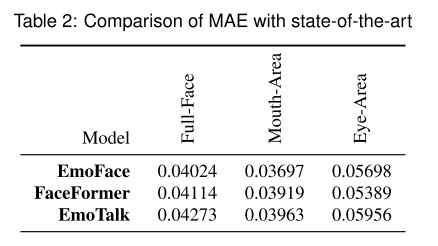 Table 2: Comparison of MAE with state-of-the-art
Model Full-Face Mouth-Area Eye-Area
EmoFace 0.04024 0.03697 0.05698
FaceFormer 0.04114 0.03919 0.05389
EmoTalk 0.04273 0.03963 0.05956